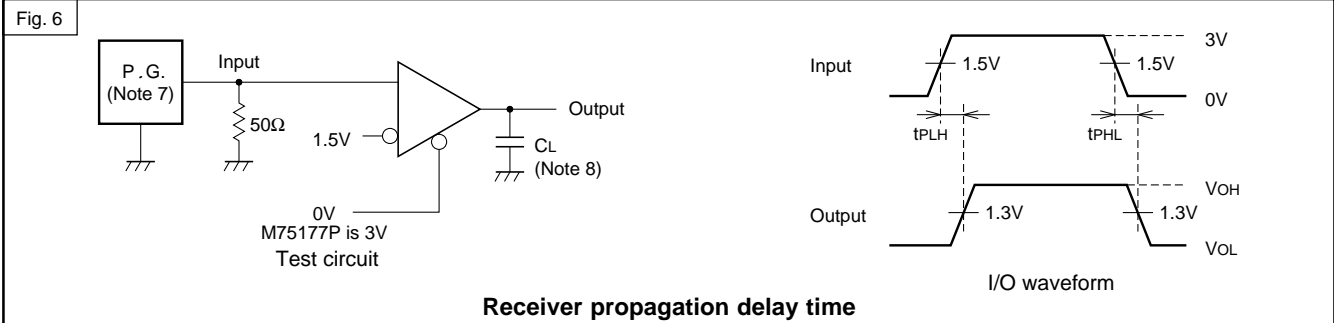 Fig. 6
P . G.
(Note 7)
Input
50Ω
1.5V
Output
CL
(Note 8)
0V
M75177P is 3V
Test circuit
Input
3V
1.5V
1.5V
0V
tPLH
tPHL
Output
VOH
1.3V
1.3V
VOL
I/O waveform
Receiver propagation delay time